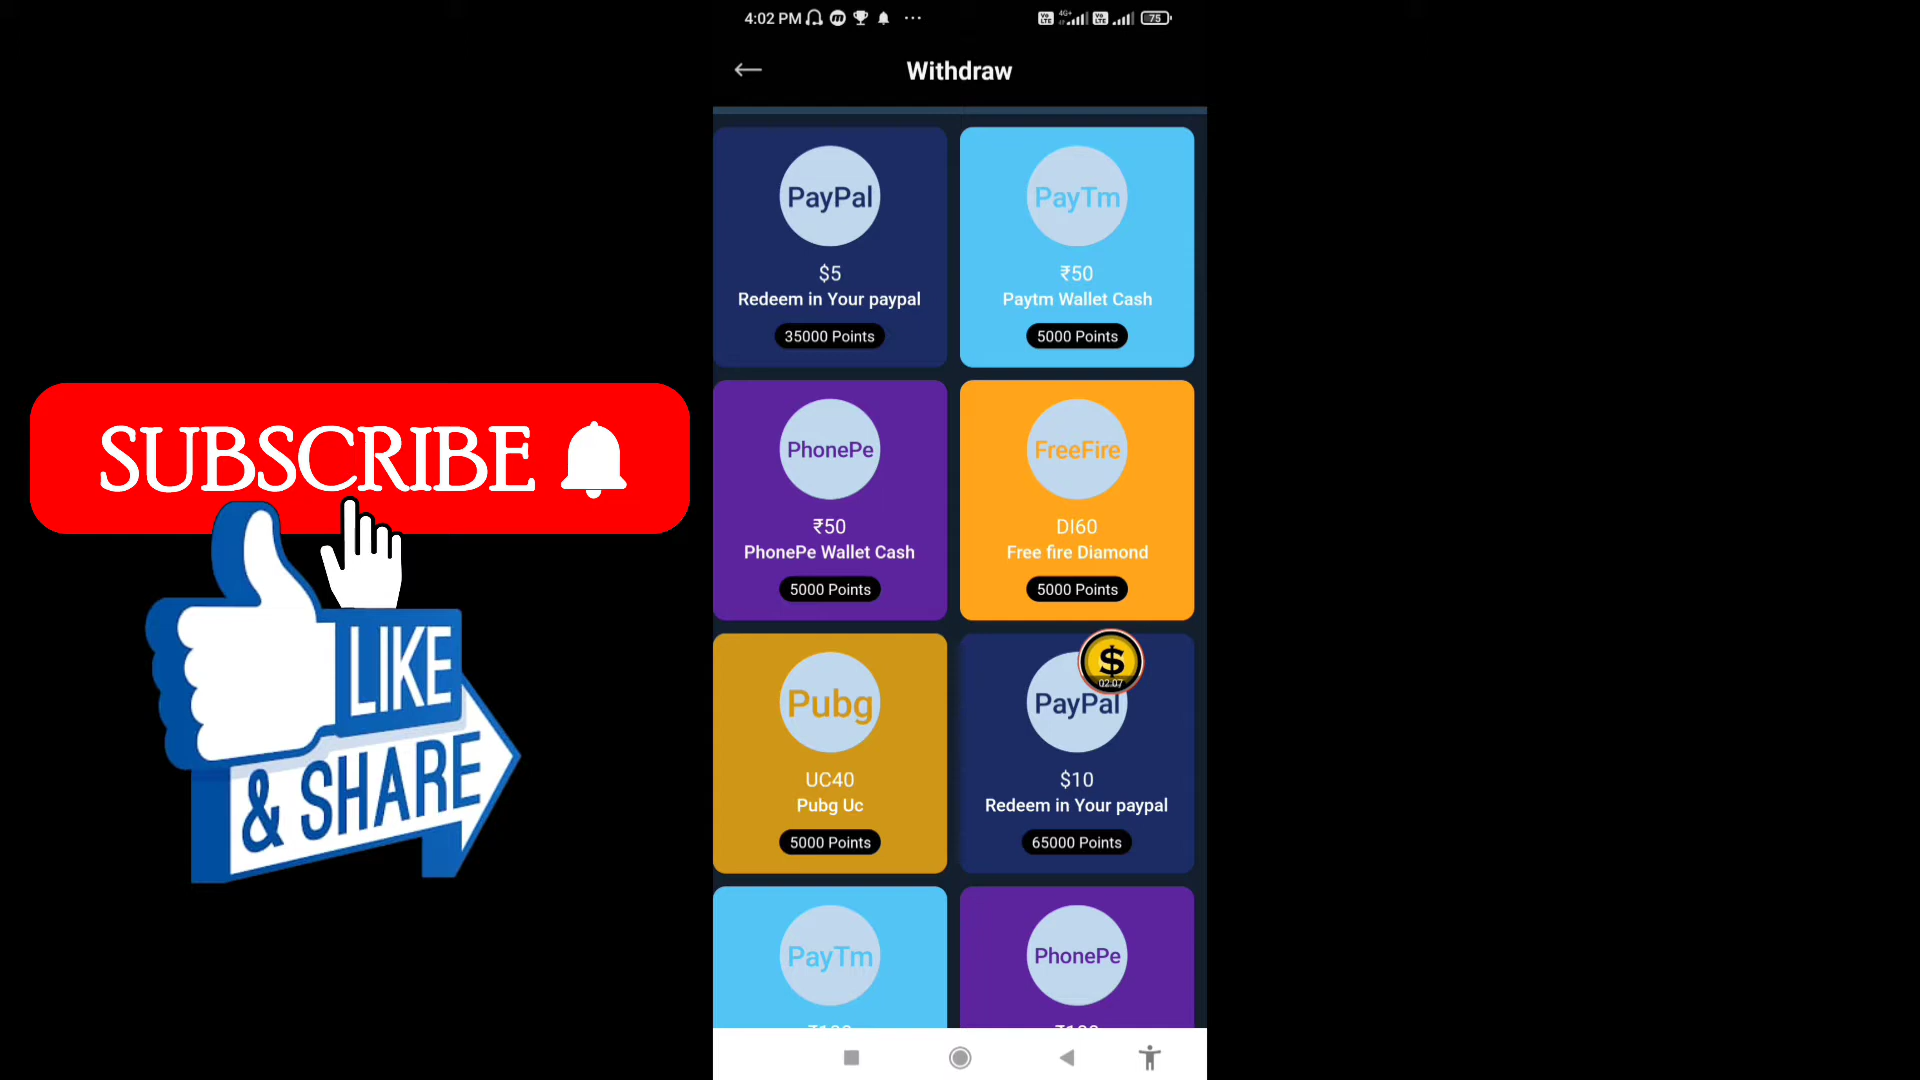 4:02 PM
75
Withdraw
PayPal
$5
Redeem in Your paypal
35000 Points
PayTm
₹50
Paytm Wallet Cash
5000 Points
PhonePe
₹50
PhonePe Wallet Cash
5000 Points
FreeFire
DI60
Free fire Diamond
5000 Points
Pubg
UC40
Pubg Uc
5000 Points
$
02:07
PayPal
$10
Redeem in Your paypal
65000 Points
PayTm
PhonePe
SUBSCRIBE
LIKE
& SHARE